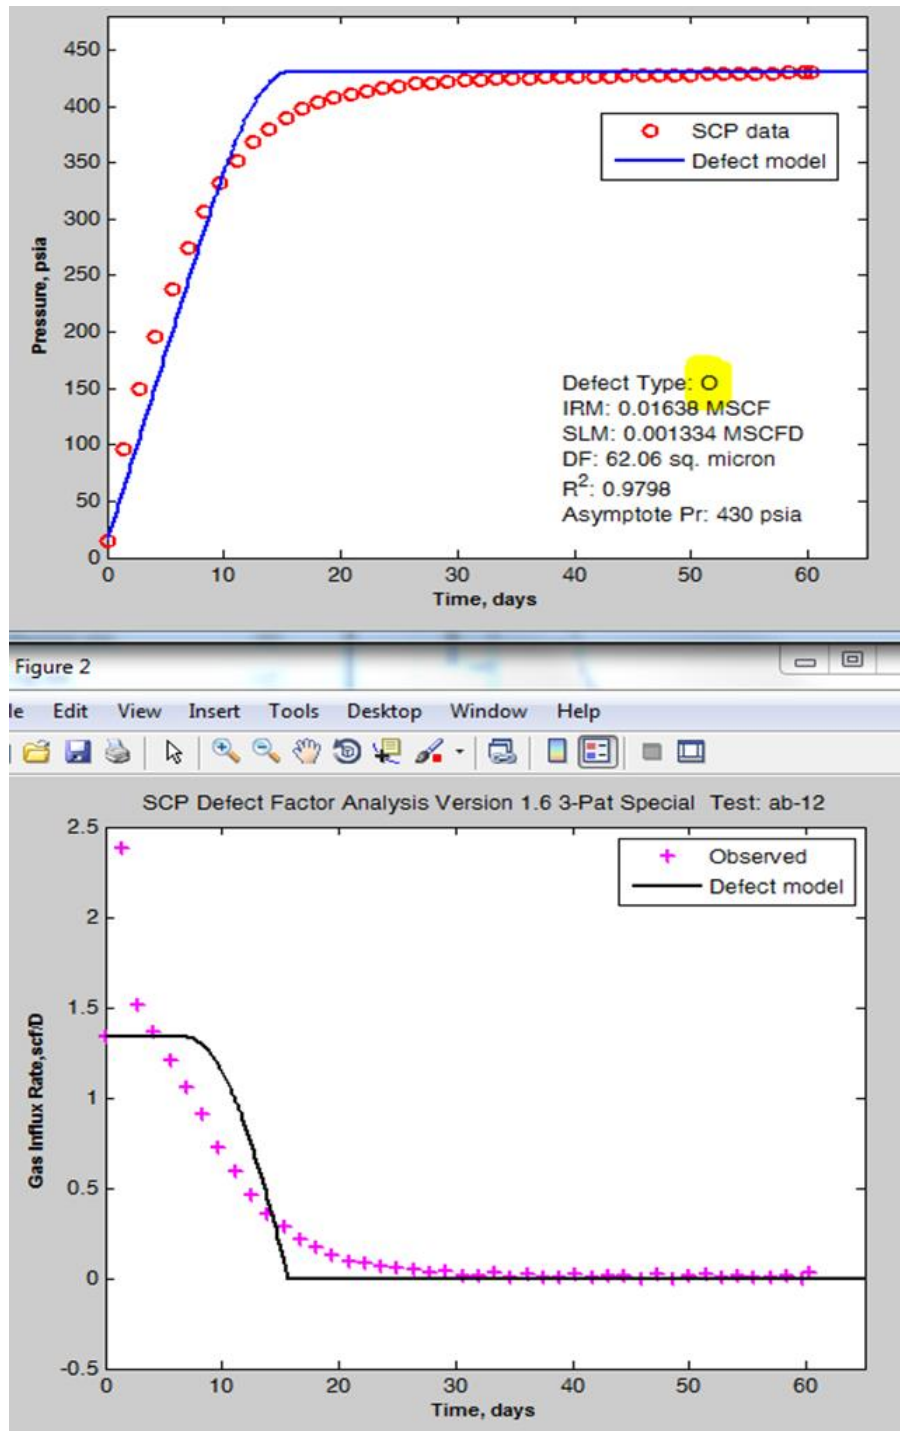 450
400
350
300
250
200
150
100
50
0
Pressure, psia
SCP data
Defect model
Defect Type: O
IRM: 0.01638 MSCF
SLM: 0.001334 MSCFD
DF: 62.06 sq. micron
R²: 0.9798
Asymptote Pr: 430 psia
0 10 20 30 40 50 60
Time, days
Figure 2
le Edit View Insert Tools Desktop Window Help
SCP Defect Factor Analysis Version 1.6 3-Pat Special Test: ab-12
2.5
2
1.5
1
0.5
0
-0.5
Gas Influx Rate,scf/D
Observed
Defect model
0 10 20 30 40 50 60
Time, days